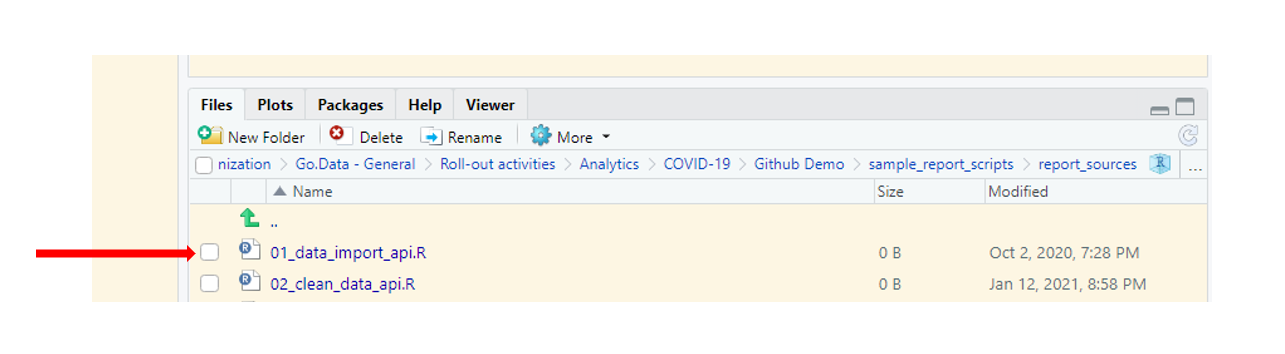 Files Plots Packages Help Viewer
New Folder Delete Rename More
nization > Go.Data - General > Roll-out activities > Analytics > COVID-19 > Github Demo > sample_report_scripts > report_sources R ...
Name Size Modified
..
R 01_data_import_api.R 0 B Oct 2, 2020, 7:28 PM
R 02_clean_data_api.R 0 B Jan 12, 2021, 8:58 PM